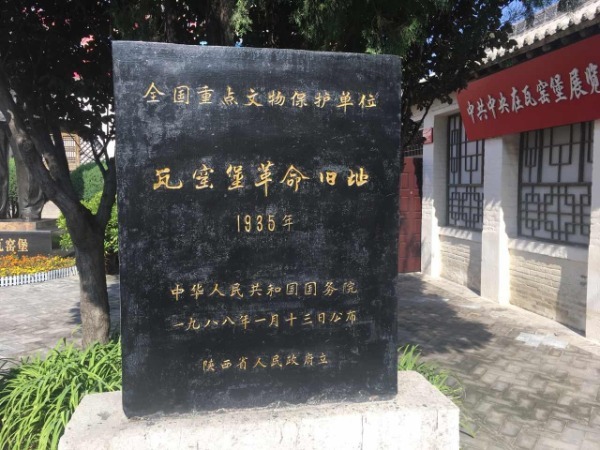 全国重点文物保护单位
瓦窑堡革命旧址
1935年
中华人民共和国国务院
一九八八年一月十三日公布
陕西省人民政府立
中共中央在瓦窑堡展览
瓦窑堡